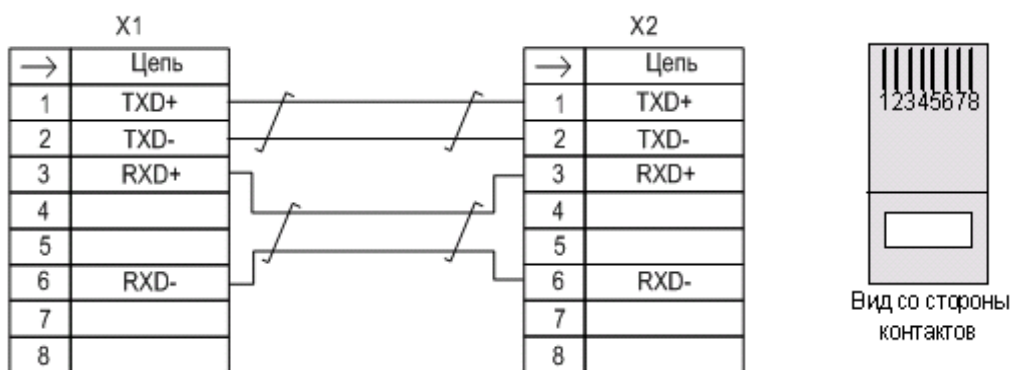 X1
→ Цепь
1 TXD+
2 TXD-
3 RXD+
4
5
6 RXD-
7
8
X2
→ Цепь
1 TXD+
2 TXD-
3 RXD+
4
5
6 RXD-
7
8
12345678
Вид со стороны
контактов